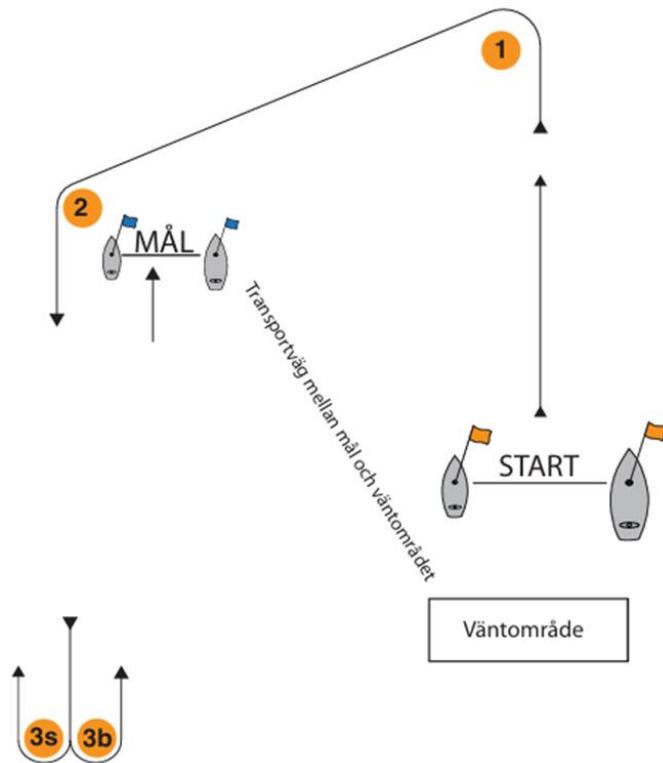 1
2
MÅL
Transportväg mellan mål och väntområdet
START
Väntområde
3s 3b